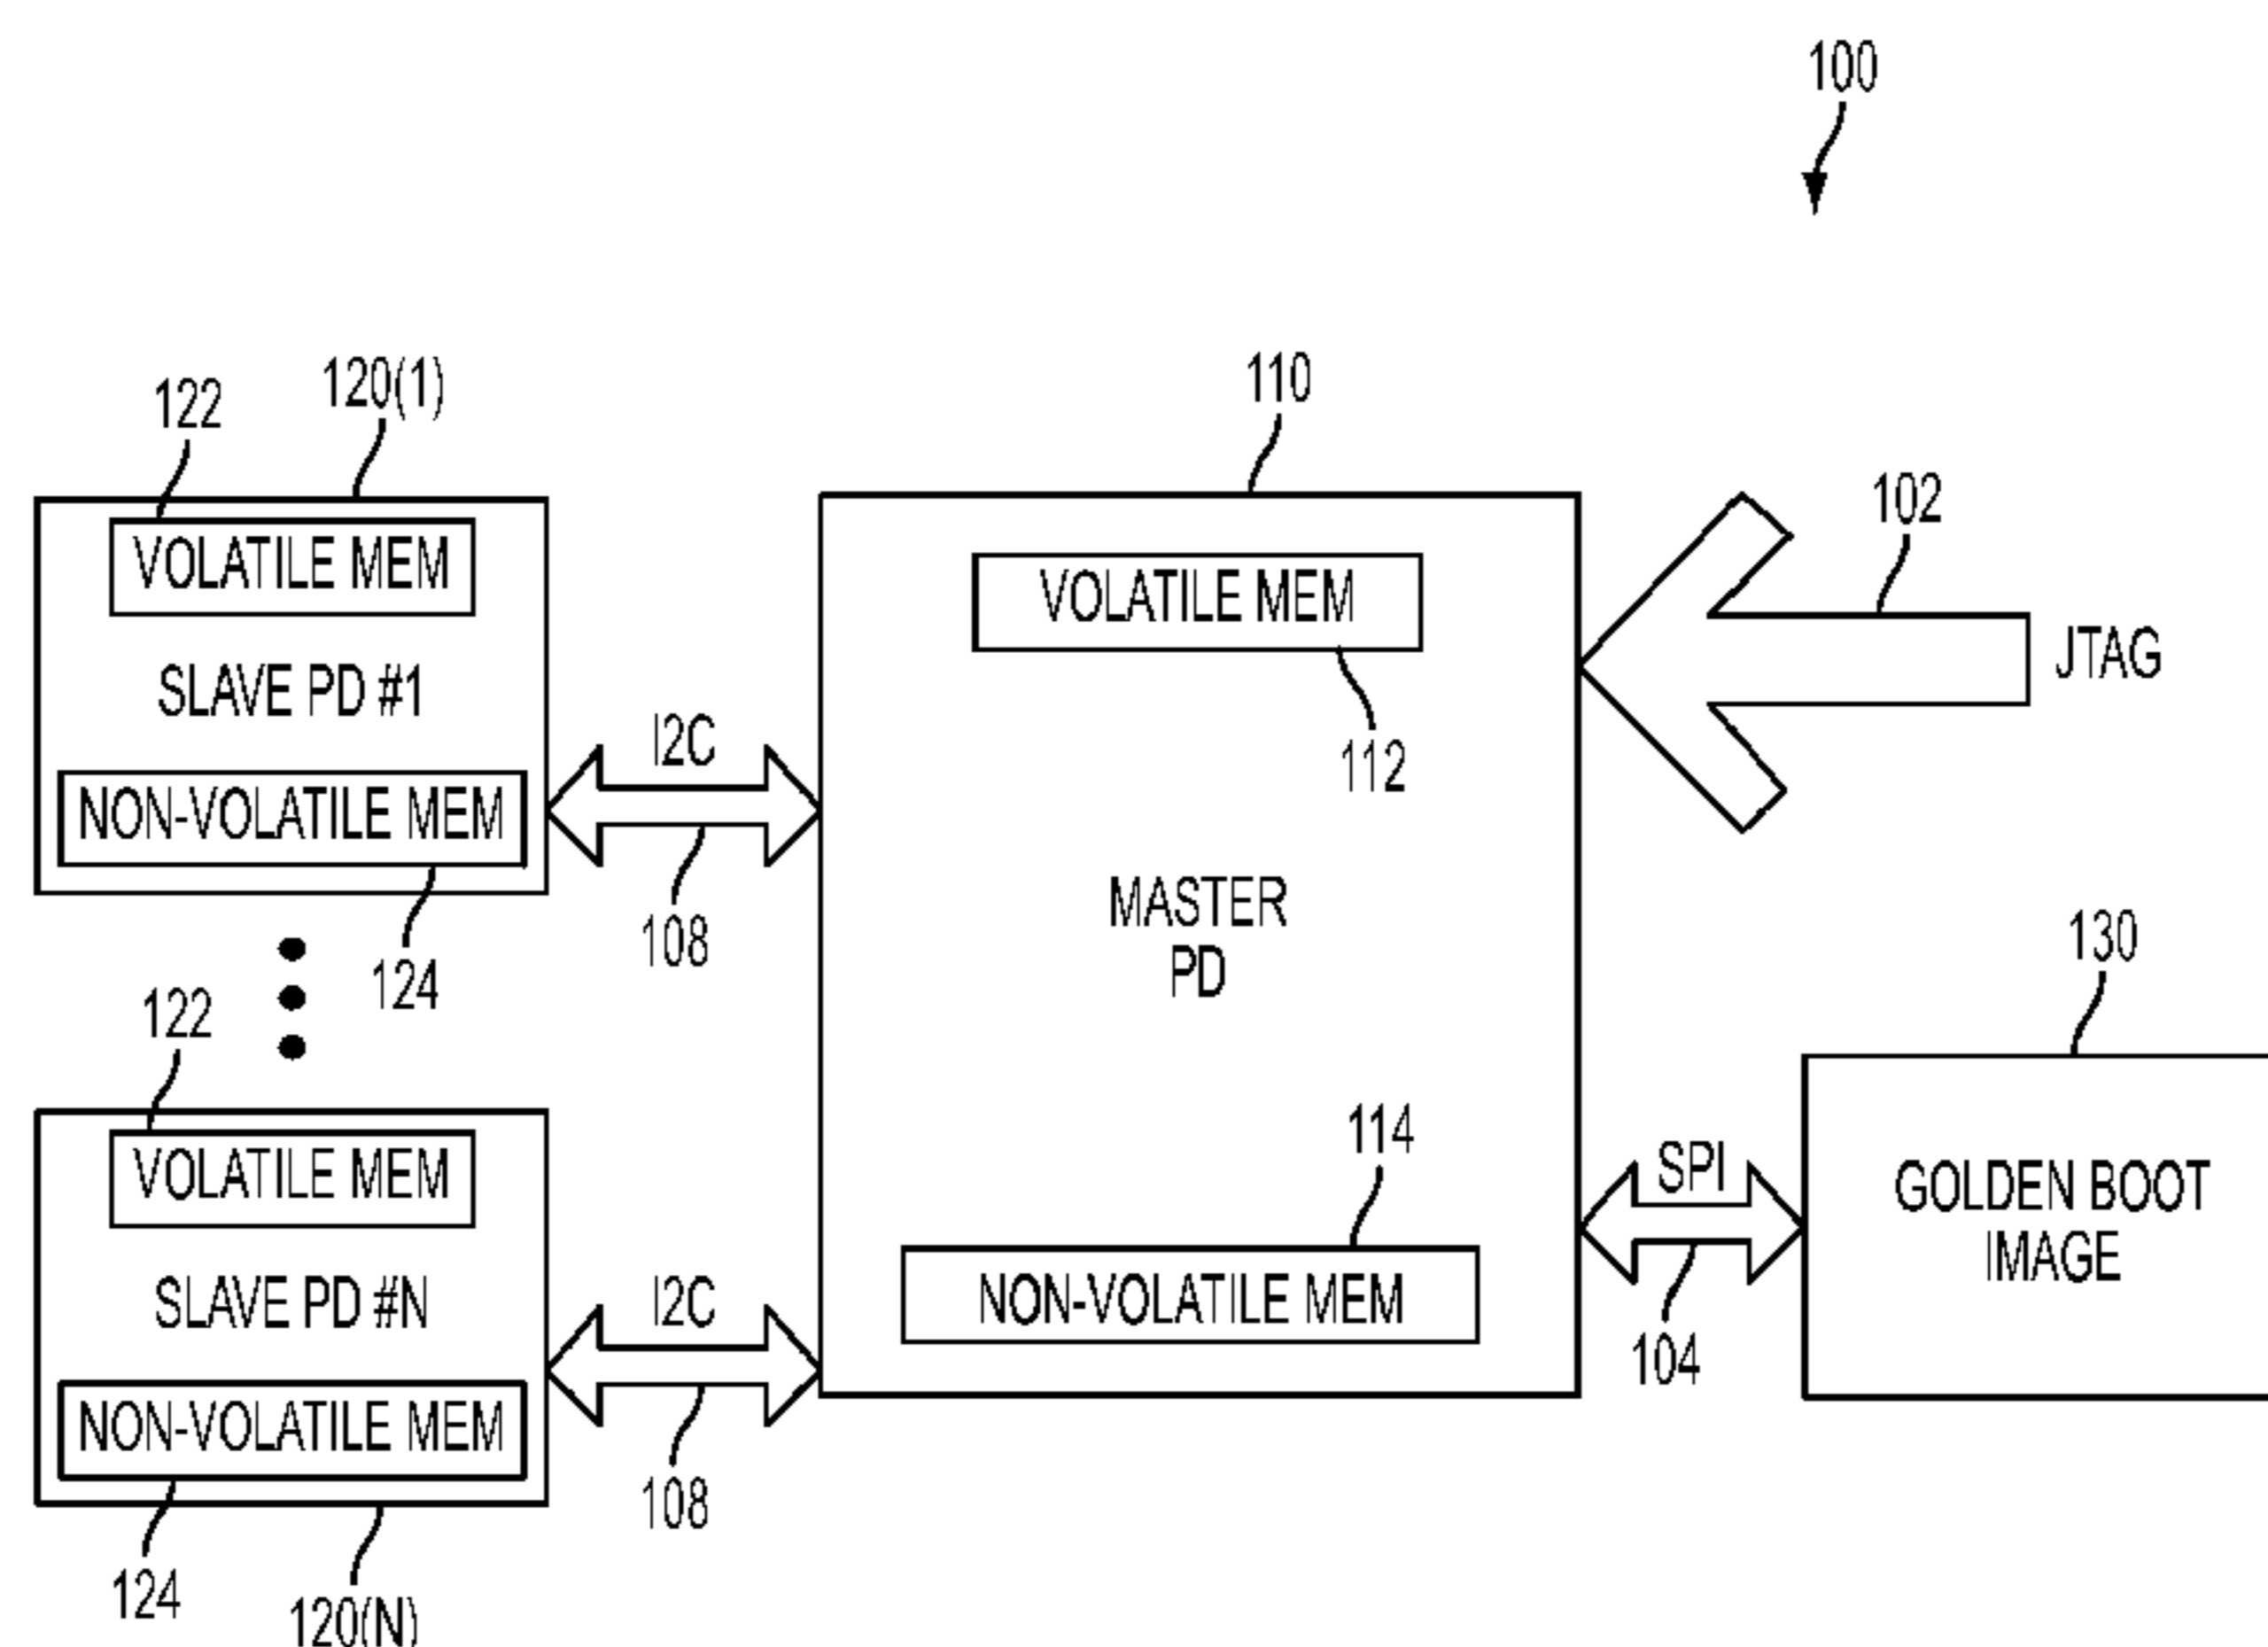 100
120(1)
122
110
102
VOLATILE MEM
VOLATILE MEM
JTAG
SLAVE PD #1
I2C
112
NON-VOLATILE MEM
MASTER
PD
108
130
124
122
114
VOLATILE MEM
SPI
GOLDEN BOOT
IMAGE
SLAVE PD #N
I2C
NON-VOLATILE MEM
104
NON-VOLATILE MEM
108
124
120(N)